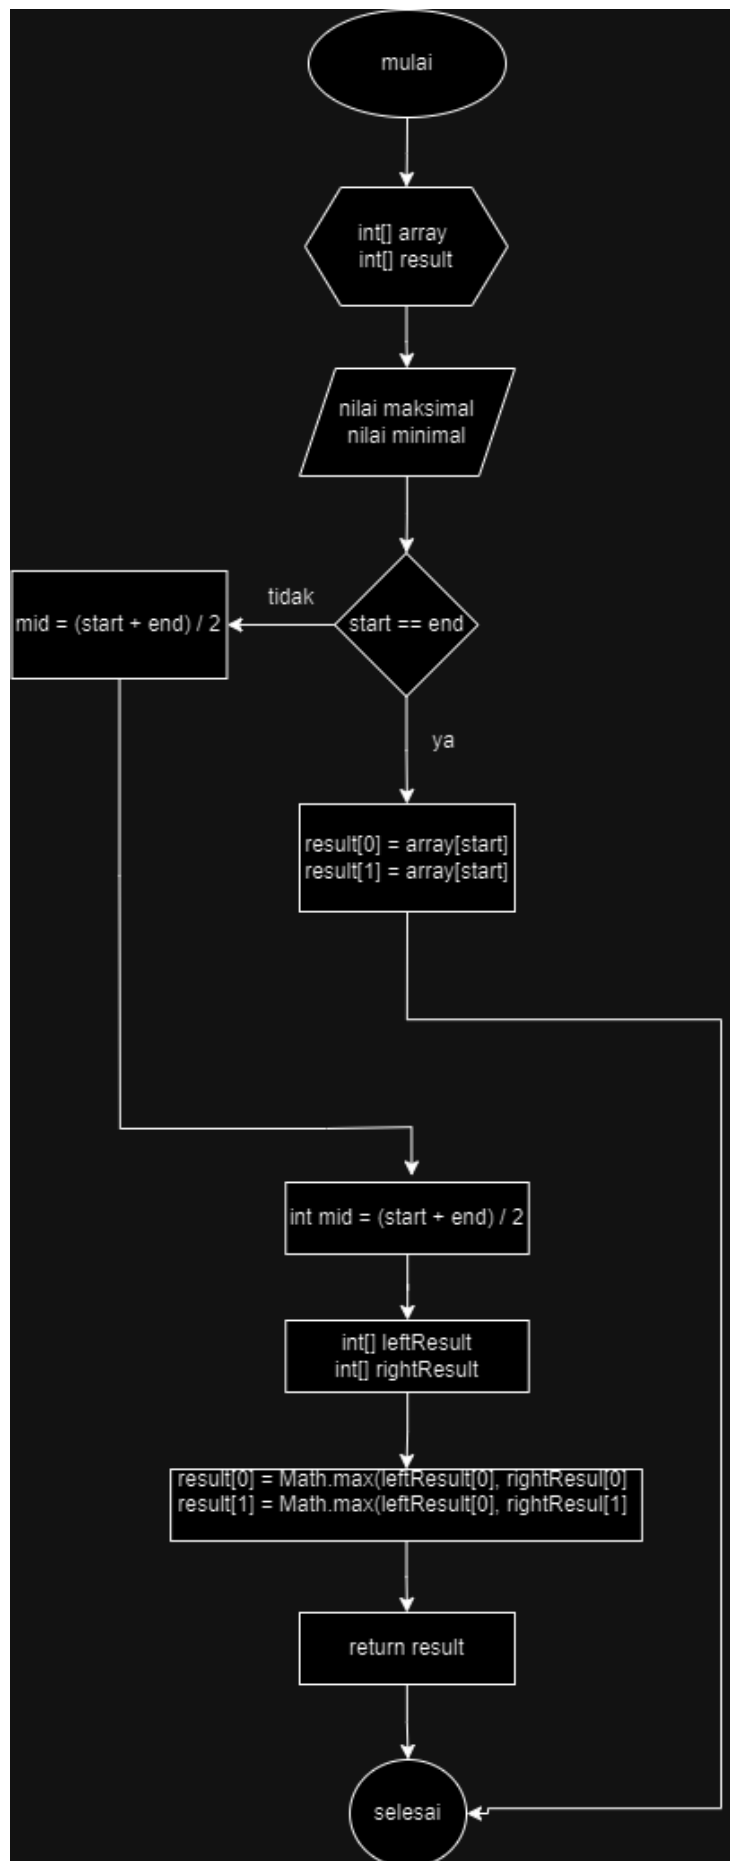 mulai
int[] array
int[] result
nilai maksimal
nilai minimal
start == end
tidak
mid = (start + end) / 2
ya
result[0] = array[start]
result[1] = array[start]
int mid = (start + end) / 2
int[] leftResult
int[] rightResult
result[0] = Math.max(leftResult[0], rightResul[0]
result[1] = Math.max(leftResult[0], rightResul[1]
return result
selesai